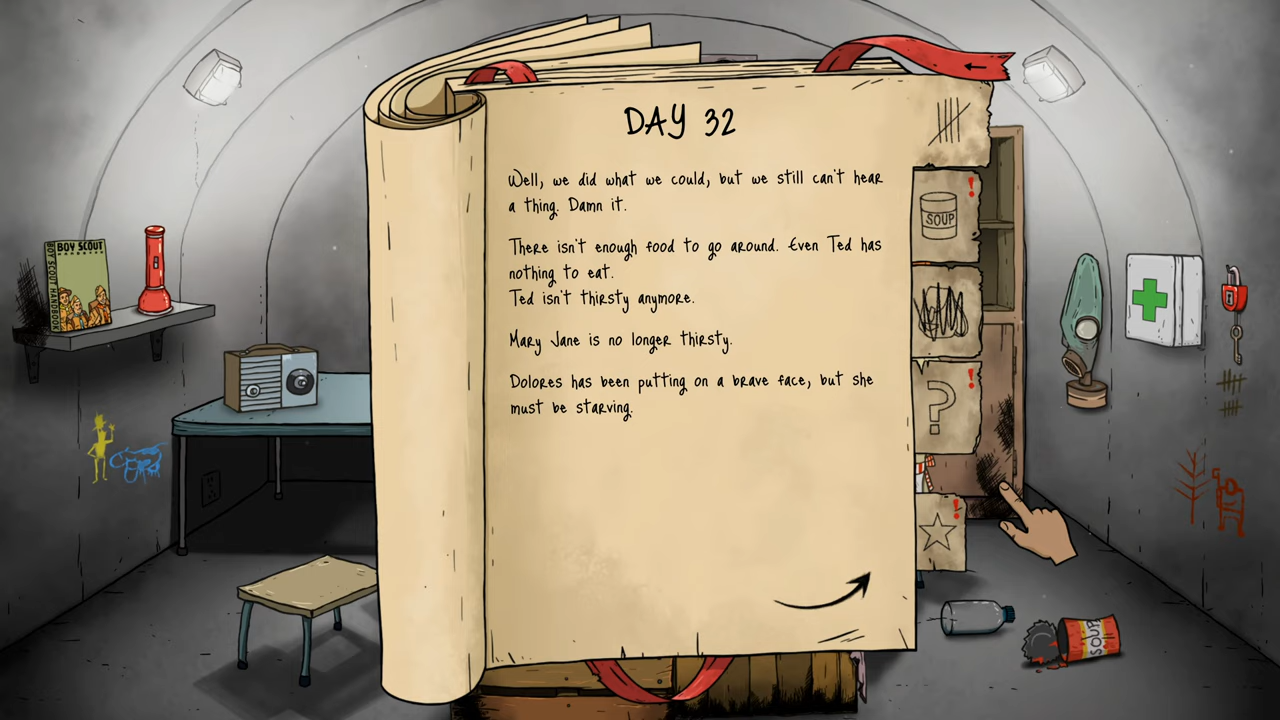 DAY 32
Well, we did what we could, but we still can't hear
a thing. Damn it.
There isn't enough food to go around. Even Ted has
nothing to eat.
Ted isn't thirsty anymore.
Mary Jane is no longer thirsty.
Dolores has been putting on a brave face, but she
must be starving.
SOUP
!
?
!
!
BOY SCOUT
BOY SCOUT HANDBOOK
SOUP